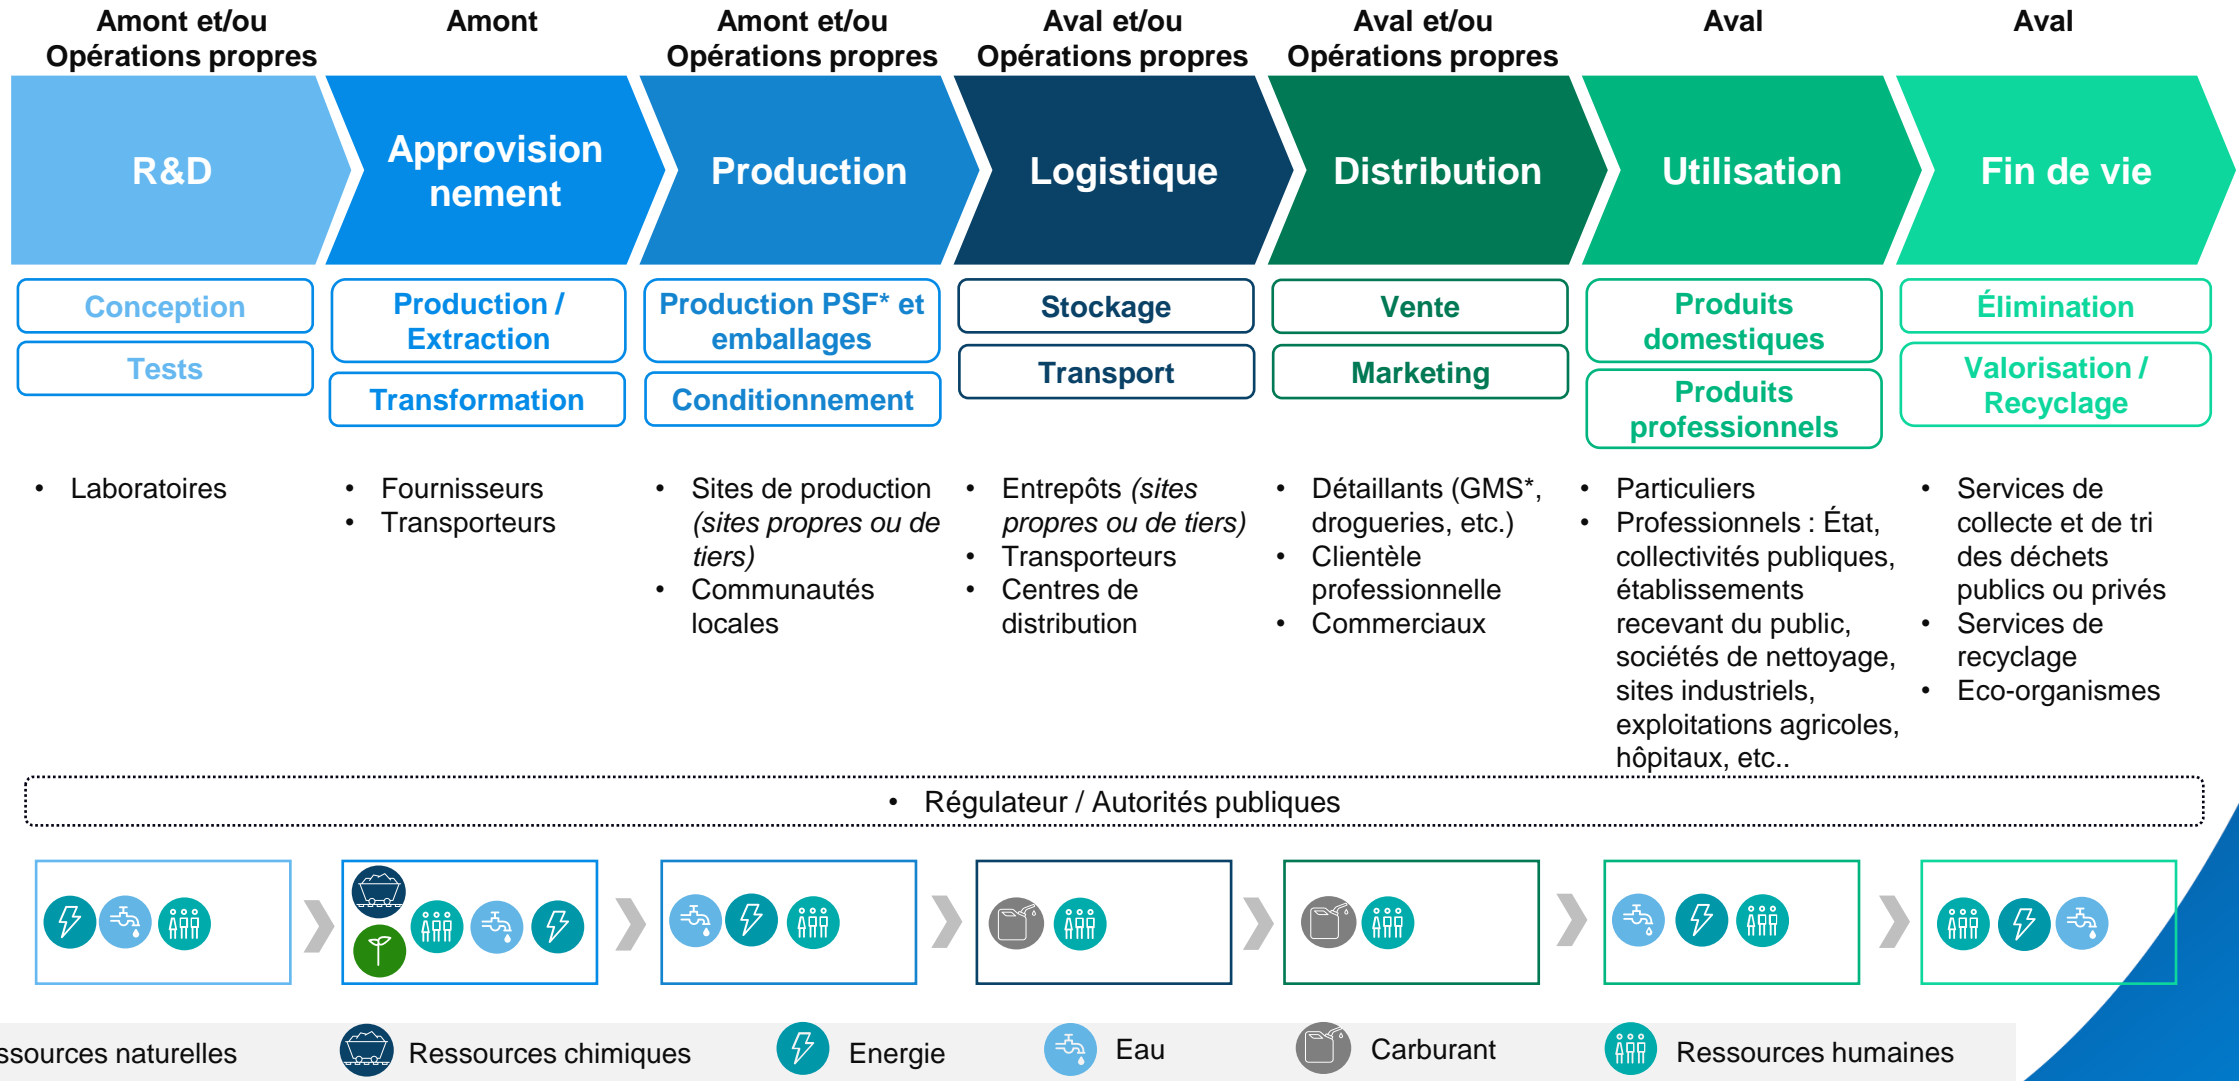 Amont et/ou
Opérations propres
Amont
Amont et/ou
Opérations propres
Aval et/ou
Opérations propres
Aval et/ou
Opérations propres
Aval
Aval
R&D
Approvision
nement
Production
Logistique
Distribution
Utilisation
Fin de vie
Conception
Tests
Production /
Extraction
Transformation
Production PSF* et
emballages
Conditionnement
Stockage
Transport
Vente
Marketing
Produits
domestiques
Produits
professionnels
Élimination
Valorisation /
Recyclage
• Laboratoires
• Fournisseurs
• Transporteurs
• Sites de production
(sites propres ou de
tiers)
• Communautés
locales
• Entrepôts (sites
propres ou de tiers)
• Transporteurs
• Centres de
distribution
• Détaillants (GMS*,
drogueries, etc.)
• Clientèle
professionnelle
• Commerciaux
• Particuliers
• Professionnels : État,
collectivités publiques,
établissements
recevant du public,
sociétés de nettoyage,
sites industriels,
exploitations agricoles,
hôpitaux, etc..
• Services de
collecte et de tri
des déchets
publics ou privés
• Services de
recyclage
• Eco-organismes
• Régulateur / Autorités publiques
ssources naturelles
Ressources chimiques
Energie
Eau
Carburant
Ressources humaines